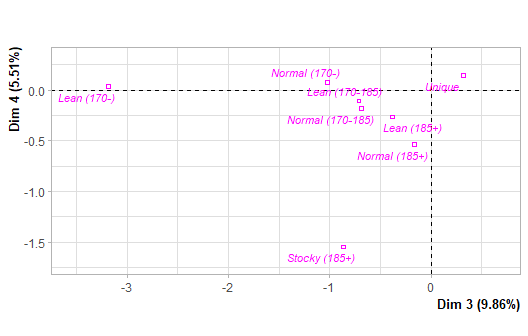 Dim 4 (5.51%)
0.0
-0.5
-1.0
-1.5
Normal (170-)
Unique
Lean (170-185)
Lean (170-)
Normal (170-185)
Lean (185+)
Normal (185+)
Stocky (185+)
-3
-2
-1
0
Dim 3 (9.86%)